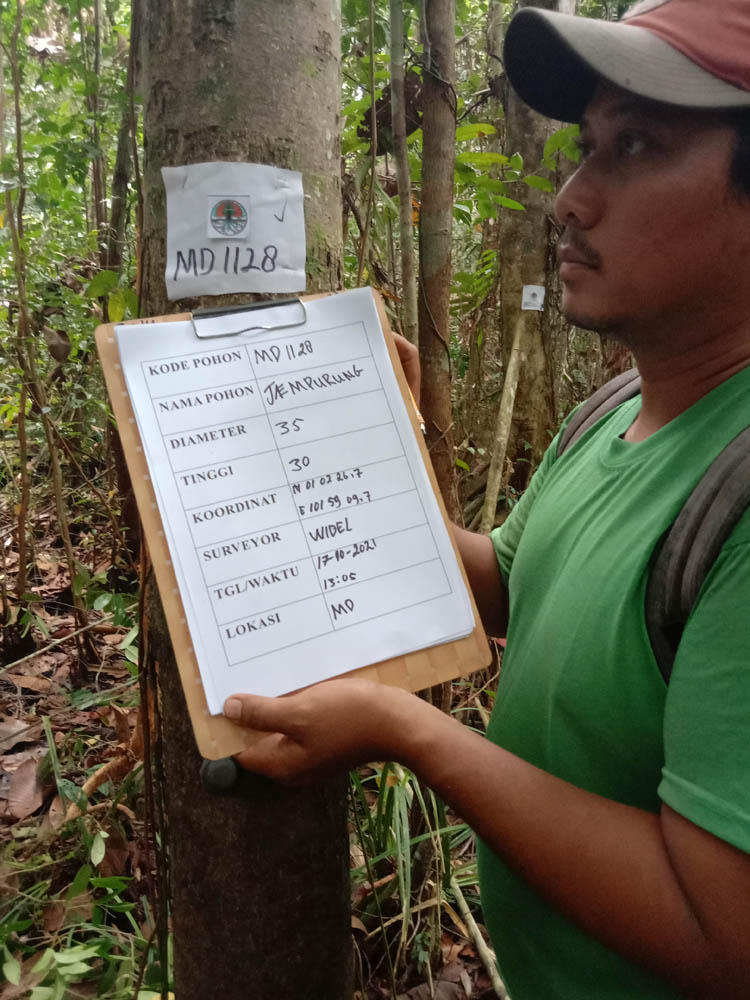 MD 1128
KODE POHON MD 1128
NAMA POHON JAEMPURUNG
DIAMETER 35
TINGGI 30
KOORDINAT N 01 02 26.7
E 101 59 09.7
SURVEYOR WIDEL
TGL/WAKTU 17-10-2021
13:05
LOKASI MD